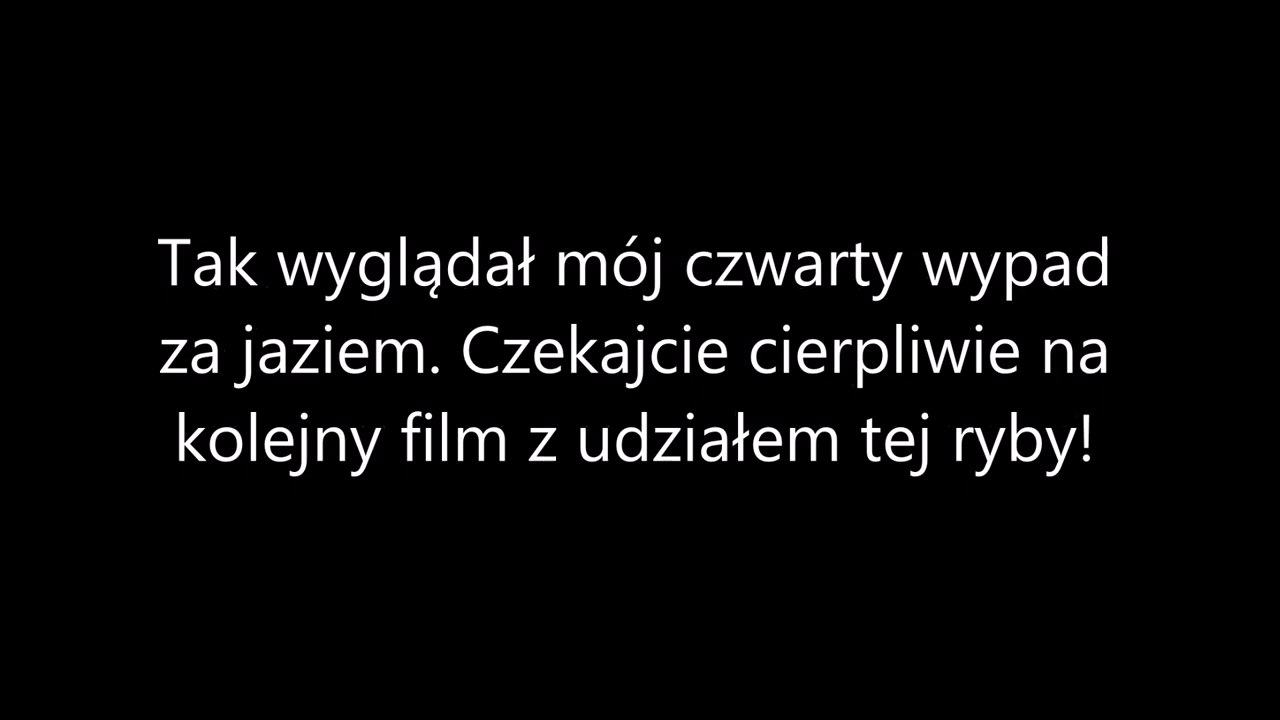 Tak wyglądał mój czwarty wypad
za jaziem. Czekajcie cierpliwie na
kolejny film z udziałem tej ryby!